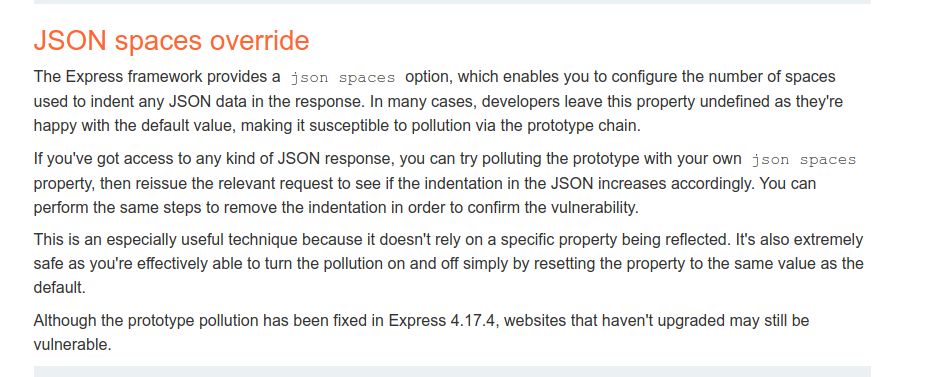 JSON spaces override
The Express framework provides a json spaces option, which enables you to configure the number of spaces
used to indent any JSON data in the response. In many cases, developers leave this property undefined as they're
happy with the default value, making it susceptible to pollution via the prototype chain.
If you've got access to any kind of JSON response, you can try polluting the prototype with your own json spaces
property, then reissue the relevant request to see if the indentation in the JSON increases accordingly. You can
perform the same steps to remove the indentation in order to confirm the vulnerability.
This is an especially useful technique because it doesn't rely on a specific property being reflected. It's also extremely
safe as you're effectively able to turn the pollution on and off simply by resetting the property to the same value as the
default.
Although the prototype pollution has been fixed in Express 4.17.4, websites that haven't upgraded may still be
vulnerable.